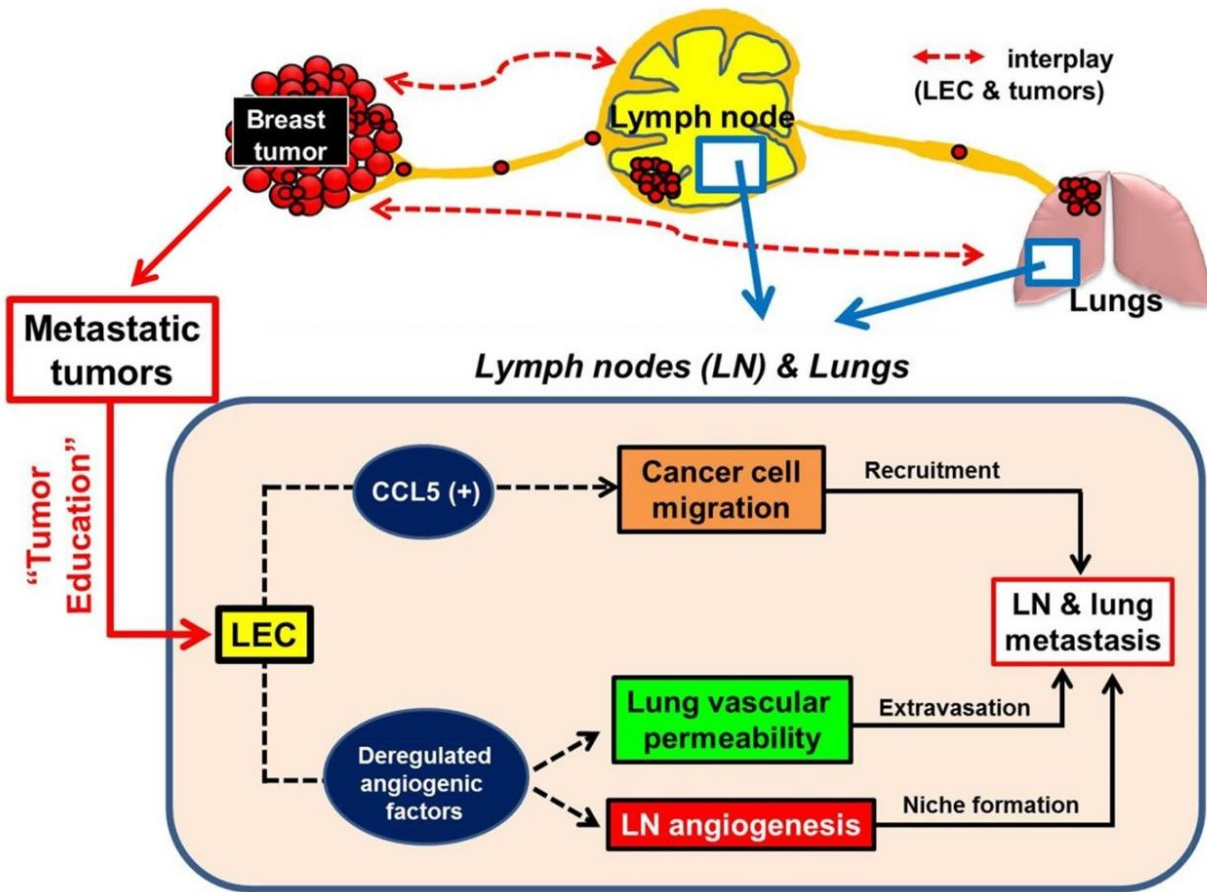 Breast
tumor
Lymph node
interplay
(LEC & tumors)
Lungs
Metastatic
tumors
Lymph nodes (LN) & Lungs
“Tumor
Education”
CCL5 (+)
Cancer cell
migration
Recruitment
LEC
LN & lung
metastasis
Deregulated
angiogenic
factors
Lung vascular
permeability
Extravasation
LN angiogenesis
Niche formation